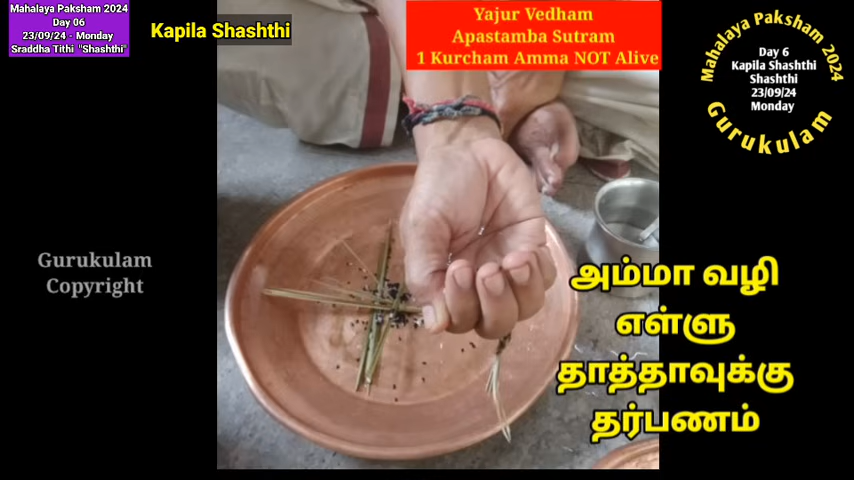 Mahalaya Paksham 2024
Day 06
23/09/24 - Monday
Sraddha Tithi "Shashthi"
Kapila Shashthi
Yajur Vedham
Apastamba Sutram
1 Kurcham Amma NOT Alive
Mahalaya Paksham 2024
Day 6
Kapila Shashthi
Shashthi
23/09/24
Monday
Gurukulam
Gurukulam
Copyright
அம்மா வழி
எள்ளு
தாத்தாவுக்கு
தர்பணம்